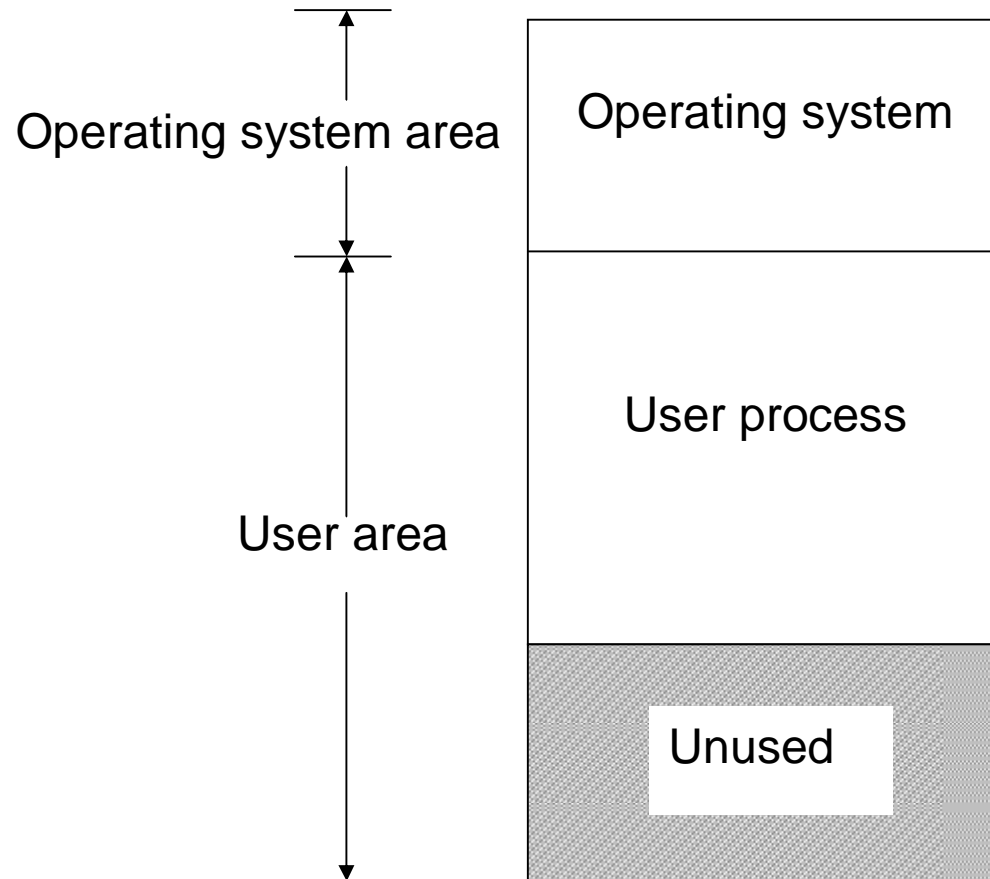 Operating system area
Operating system
User process
User area
Unused